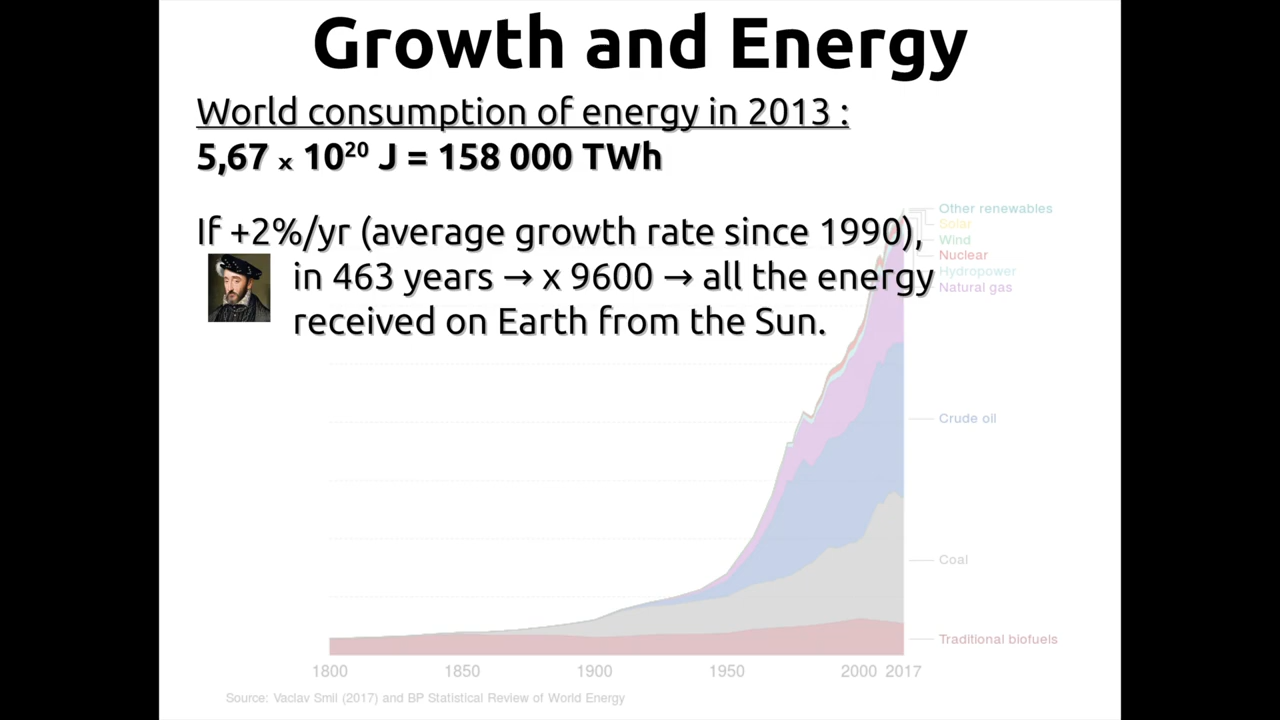 Growth and Energy
World consumption of energy in 2013 :
5,67 x 10²⁰ J = 158 000 TWh
If +2%/yr (average growth rate since 1990),
in 463 years → x 9600 → all the energy
received on Earth from the Sun.
Other renewables
Solar
Wind
Nuclear
Hydropower
Natural gas
Crude oil
Coal
Traditional biofuels
1800 1850 1900 1950 2000 2017
Source: Vaclav Smil (2017) and BP Statistical Review of World Energy